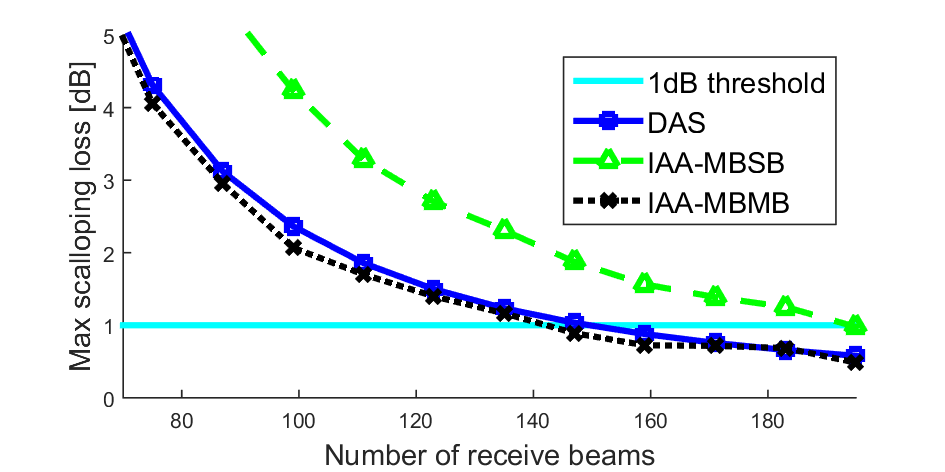 5
4
3
2
1
0
Max scalloping loss [dB]
1dB threshold
DAS
IAA-MBSB
IAA-MBMB
80 100 120 140 160 180
Number of receive beams